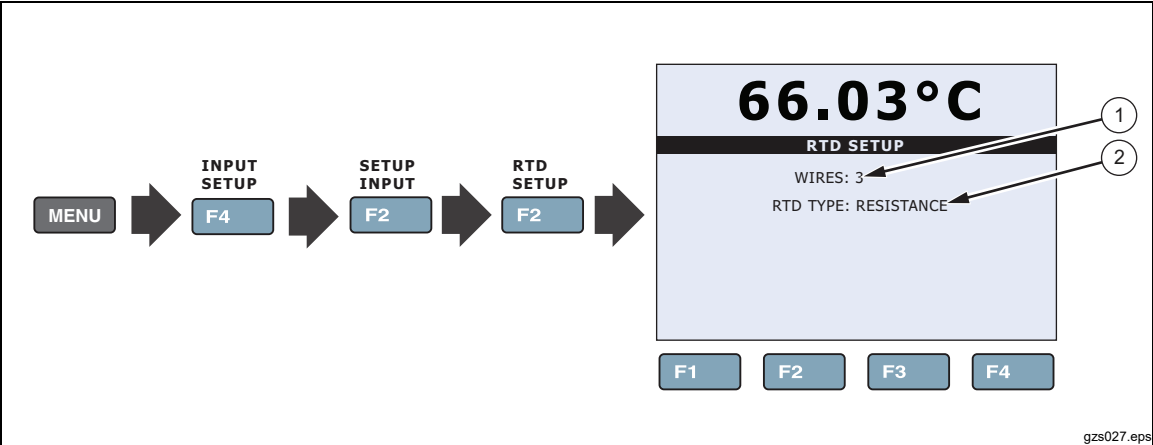 66.03°C
RTD SETUP
WIRES: 3
RTD TYPE: RESISTANCE
1
2
MENU
INPUT
SETUP
F4
SETUP
INPUT
F2
RTD
SETUP
F2
F1
F2
F3
F4
gzs027.eps